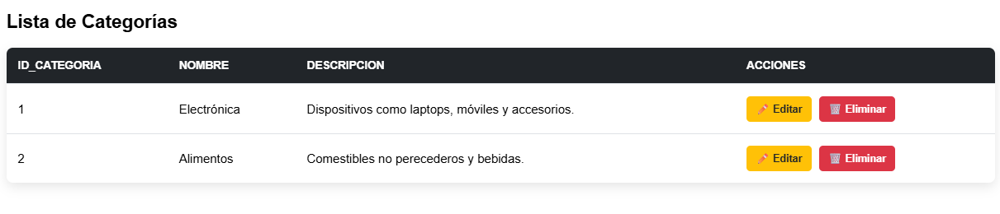 Lista de Categorías
ID_CATEGORIA NOMBRE DESCRIPCION ACCIONES
1 Electrónica Dispositivos como laptops, móviles y accesorios. Editar Eliminar
2 Alimentos Comestibles no perecederos y bebidas. Editar Eliminar